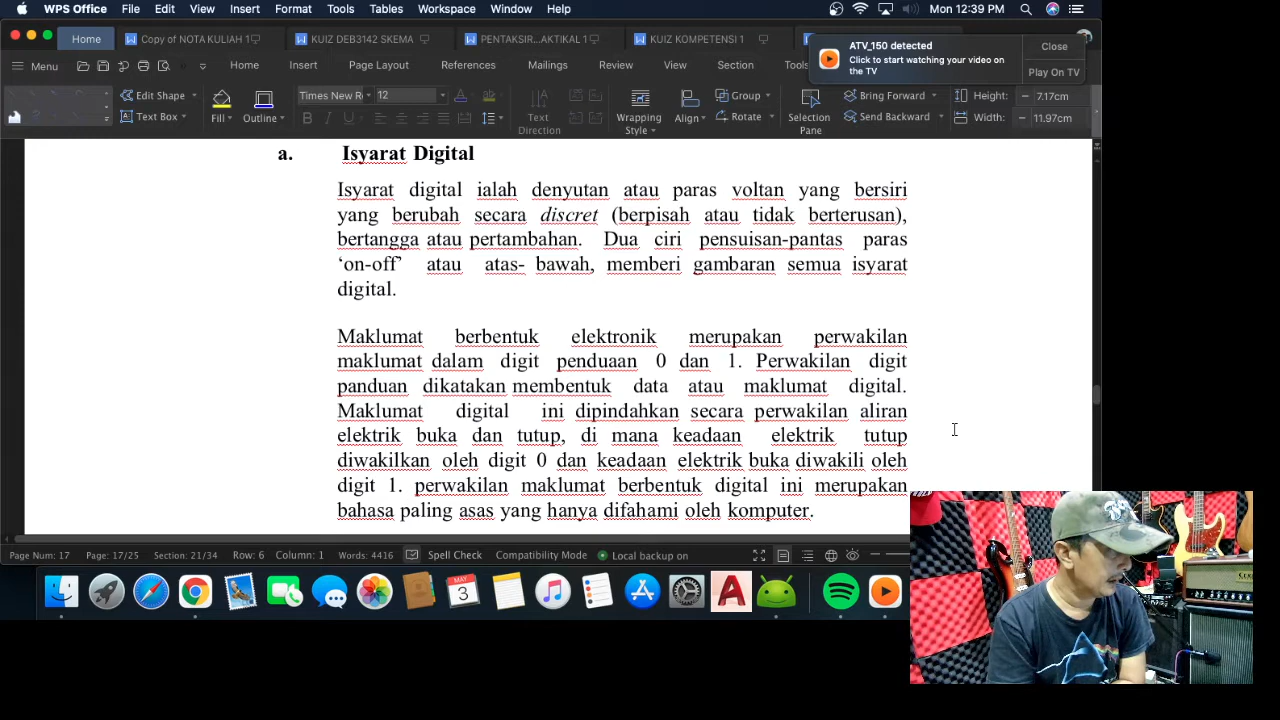 WPS Office File Edit View Insert Format Tools Tables Workspace Window Help Mon 12:39 PM
Home Copy of NOTA KULIAH 1 KUIZ DEB3142 SKEMA PENTAKSIR...AKTIKAL 1 KUIZ KOMPETENSI 1
ATV_150 detected
Click to start watching your video on
the TV
Close
Play On TV
Menu Home Insert Page Layout References Mailings Review View Section Tools
Edit Shape Text Box Fill Outline Times New R 12 Text
Direction Wrapping
Style Align Group Rotate Selection
Pane Bring Forward Send Backward Height: 7.17cm Width: 11.97cm
a. Isyarat Digital
Isyarat digital ialah denyutan atau paras voltan yang bersiri
yang berubah secara discret (berpisah atau tidak berterusan),
bertangga atau pertambahan. Dua ciri pensuisan-pantas paras
‘on-off’ atau atas- bawah, memberi gambaran semua isyarat
digital.
Maklumat berbentuk elektronik merupakan perwakilan
maklumat dalam digit penduaan 0 dan 1. Perwakilan digit
panduan dikatakan membentuk data atau maklumat digital.
Maklumat digital ini dipindahkan secara perwakilan aliran
elektrik buka dan tutup, di mana keadaan elektrik tutup
diwakilkan oleh digit 0 dan keadaan elektrik buka diwakili oleh
digit 1. perwakilan maklumat berbentuk digital ini merupakan
bahasa paling asas yang hanya difahami oleh komputer.
Page Num: 17 Page: 17/25 Section: 21/34 Row: 6 Column: 1 Words: 4416 Spell Check Compatibility Mode Local backup on
MAY
3